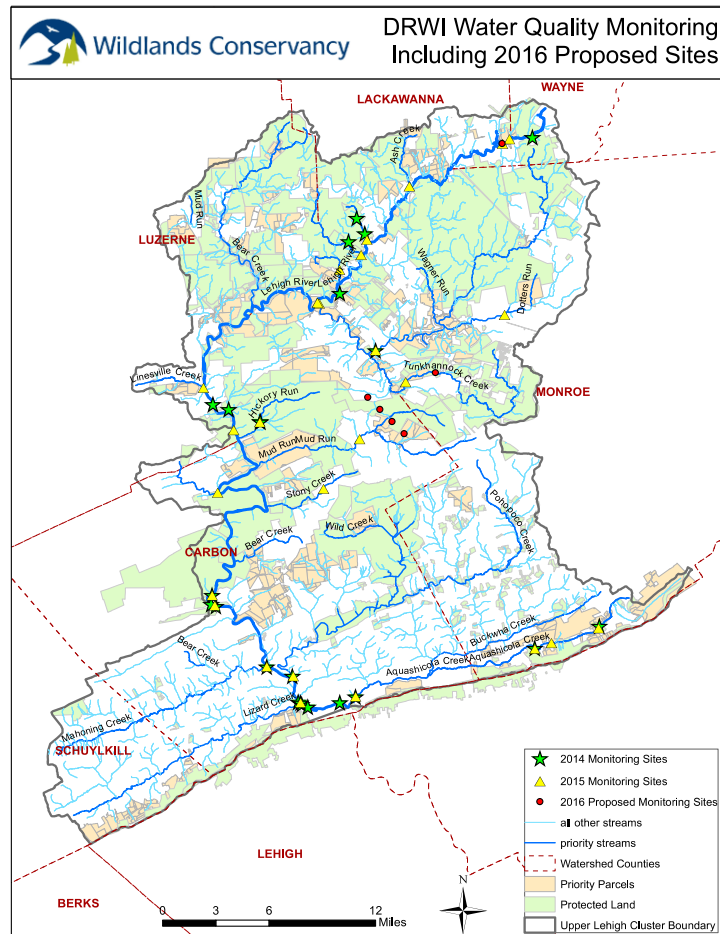 Wildlands Conservancy
DRWI Water Quality Monitoring
Including 2016 Proposed Sites
WAYNE
LACKAWANNA
Ash Creek
Mud Run
LUZERNE
Bear Creek
Lehigh River
Lehigh River
Wagner Run
Dotters Run
Linesville Creek
Tunkhannock Creek
MONROE
Hickory Run
Mud Run
Mud Run
Stony Creek
Pohopoco Creek
Wild Creek
Bear Creek
CARBON
Buckwha Creek
Aquashicola Creek
Bear Creek
Aquashicola Creek
Lizard Creek
Mahoning Creek
SCHUYLKILL
2014 Monitoring Sites
2015 Monitoring Sites
2016 Proposed Monitoring Sites
all other streams
priority streams
Watershed Counties
Priority Parcels
Protected Land
Upper Lehigh Cluster Boundary
LEHIGH
BERKS
N
0 1.5 3 6 9 12
Miles